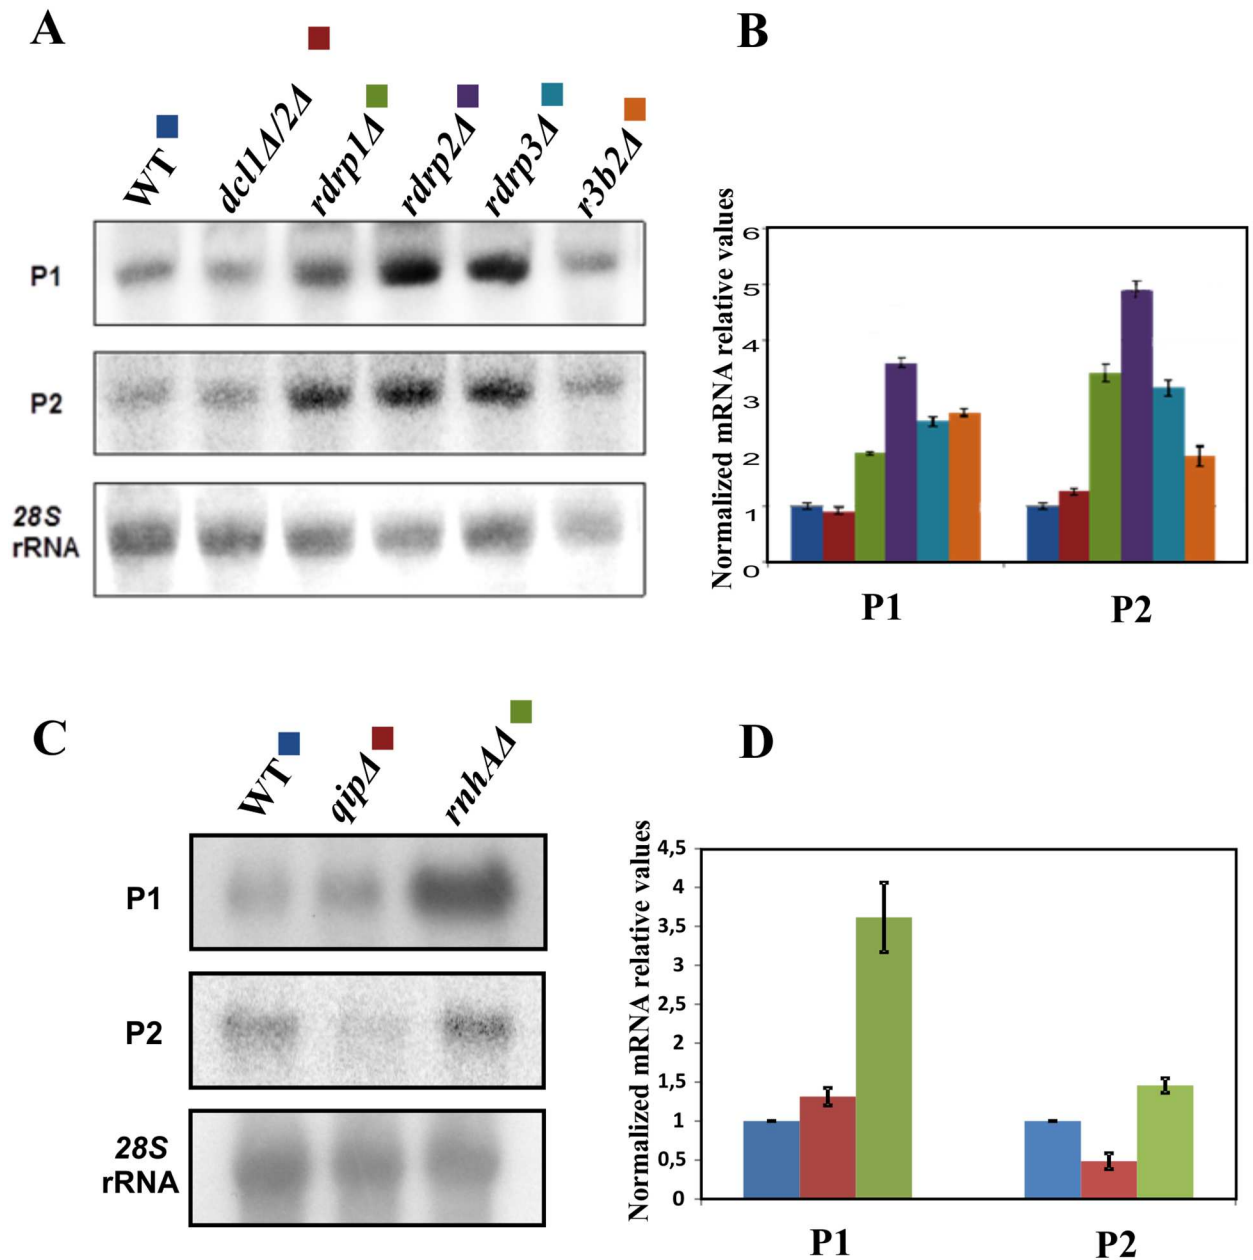 A
B
WT
dcl1Δ/2Δ
rdrp1Δ
rdrp2Δ
rdrp3Δ
r3b2Δ
P1
P2
28S
rRNA
Normalized mRNA relative values
6
5
4
3
2
1
0
P1
P2
C
D
WT
qipΔ
rnhAΔ
P1
P2
28S
rRNA
Normalized mRNA relative values
4,5
4
3,5
3
2,5
2
1,5
1
0,5
0
P1
P2